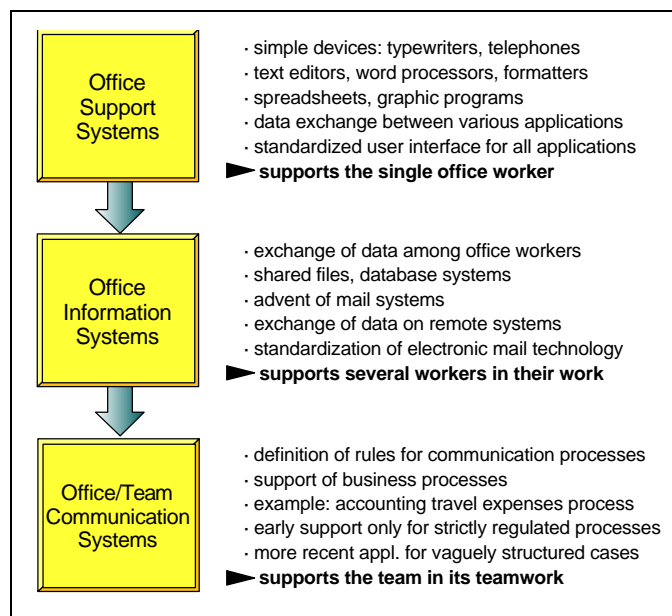 Office
Support
Systems
· simple devices: typewriters, telephones
· text editors, word processors, formatters
· spreadsheets, graphic programs
· data exchange between various applications
· standardized user interface for all applications
supports the single office worker
Office
Information
Systems
· exchange of data among office workers
· shared files, database systems
· advent of mail systems
· exchange of data on remote systems
· standardization of electronic mail technology
supports several workers in their work
Office/Team
Communication
Systems
· definition of rules for communication processes
· support of business processes
· example: accounting travel expenses process
· early support only for strictly regulated processes
· more recent appl. for vaguely structured cases
supports the team in its teamwork